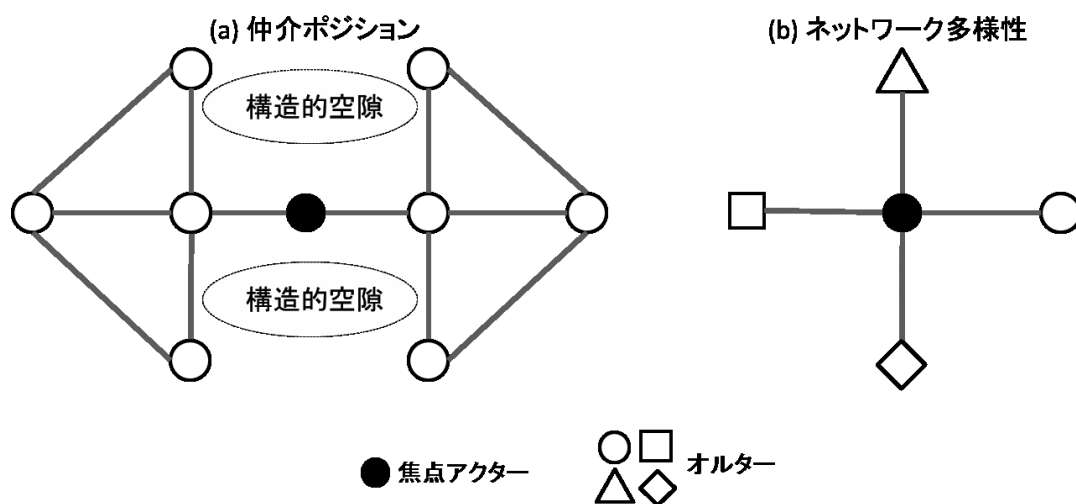 (a) 仲介ポジション
(b) ネットワーク多様性
構造的空隙
構造的空隙
焦点アクター
オルター